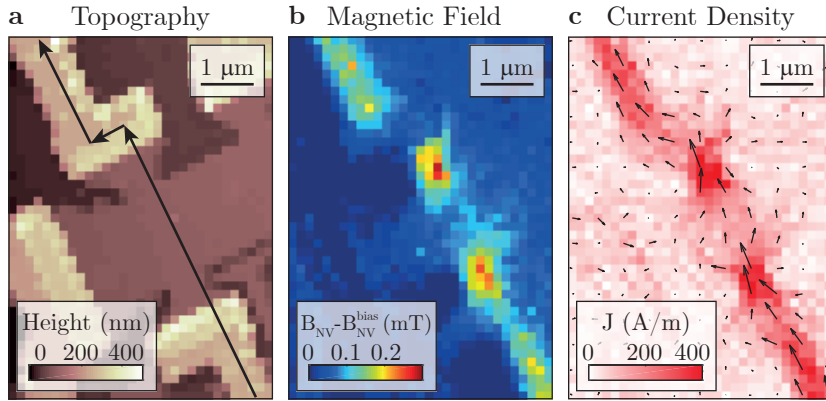 a Topography
1 μm
Height (nm)
0 200 400
b Magnetic Field
1 μm
B_NV-B_NV^bias (mT)
0 0.1 0.2
c Current Density
1 μm
J (A/m)
0 200 400